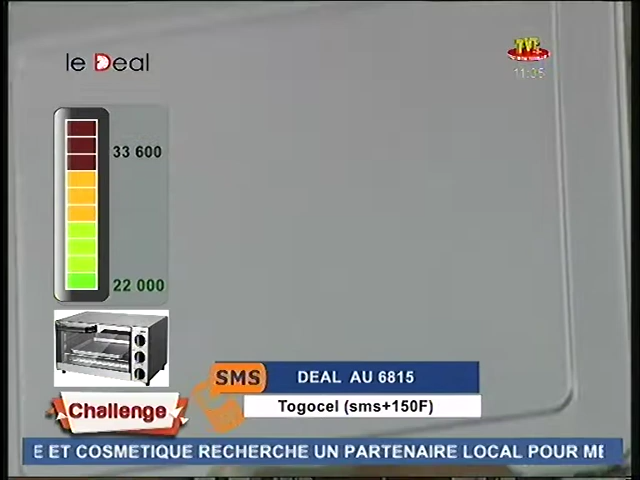 le Deal
TVT
11:05
33 600
22 000
SMS
DEAL AU 6815
Togocel (sms+150F)
Challenge
E ET COSMETIQUE RECHERCHE UN PARTENAIRE LOCAL POUR ME